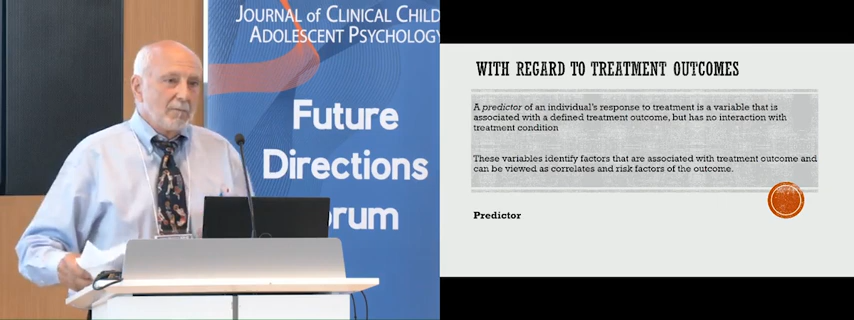 JOURNAL of CLINICAL CHILD
ADOLESCENT PSYCHOLOGY
Future
Directions
WITH REGARD TO TREATMENT OUTCOMES
A predictor of an individual's response to treatment is a variable that is
associated with a defined treatment outcome, but has no interaction with
treatment condition
These variables identify factors that are associated with treatment outcome and
can be viewed as correlates and risk factors of the outcome.
Predictor